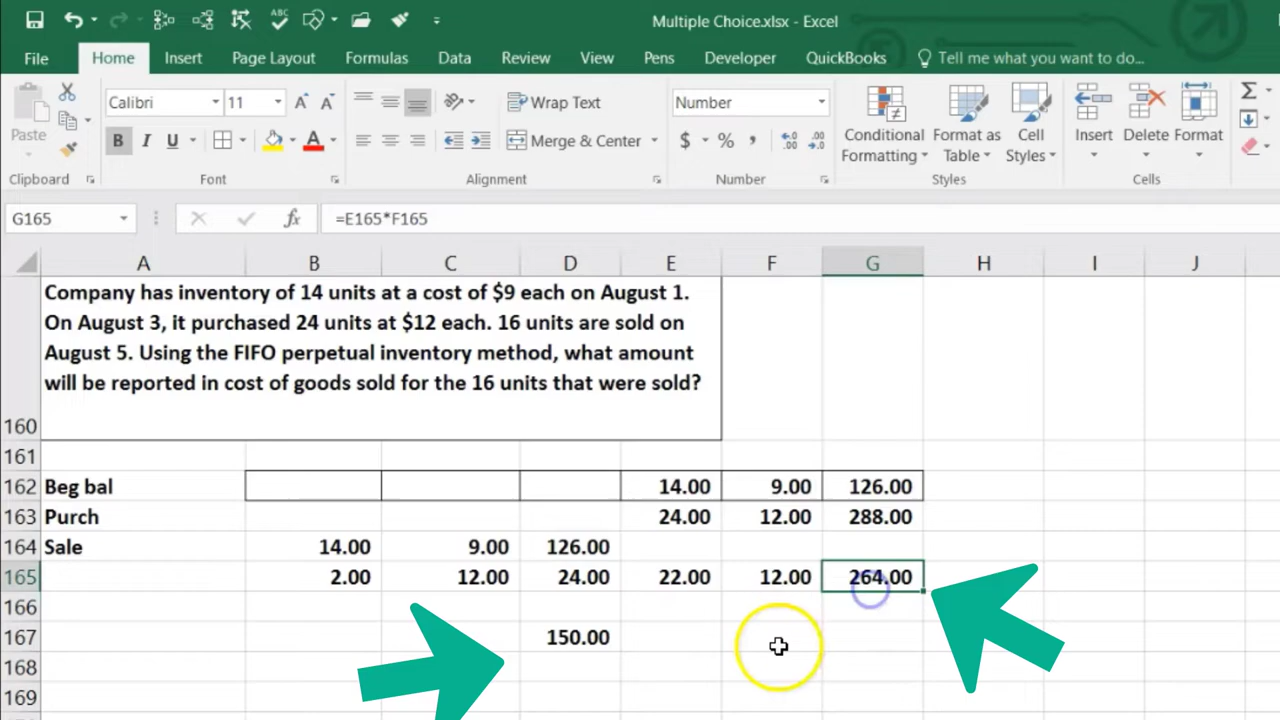 Multiple Choice.xlsx - Excel
File Home Insert Page Layout Formulas Data Review View Pens Developer QuickBooks Tell me what you want to do...
ABC
Paste
Calibri 11
B I U
Wrap Text
Merge & Center
Number
$ % ,
Conditional Formatting
Format as Table
Cell Styles
Insert Delete Format
Clipboard Font Alignment Number Styles Cells
G165 fx =E165*F165
A B C D E F G H I J
Company has inventory of 14 units at a cost of $9 each on August 1.
On August 3, it purchased 24 units at $12 each. 16 units are sold on
August 5. Using the FIFO perpetual inventory method, what amount
will be reported in cost of goods sold for the 16 units that were sold?
160
161
162 Beg bal 14.00 9.00 126.00
163 Purch 24.00 12.00 288.00
164 Sale 14.00 9.00 126.00
165 2.00 12.00 24.00 22.00 12.00 264.00
166
167 150.00
168
169